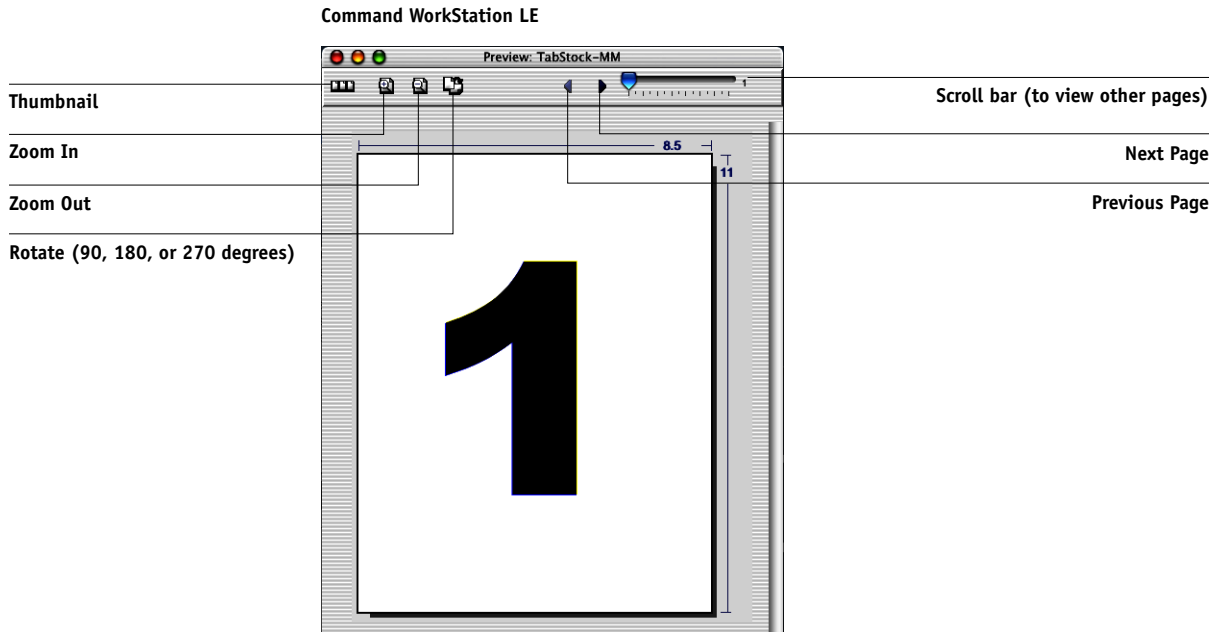 Command WorkStation LE
Preview: TabStock-MM
1
Thumbnail
Scroll bar (to view other pages)
Zoom In
8.5
Next Page
11
Zoom Out
Previous Page
Rotate (90, 180, or 270 degrees)
1